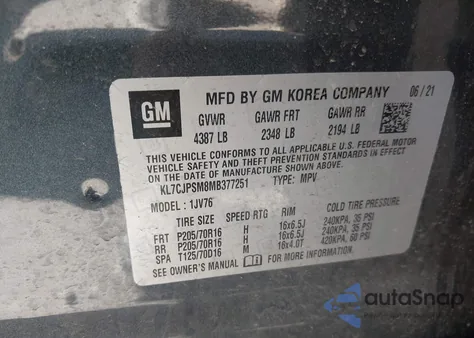 GM
MFD BY GM KOREA COMPANY 06/21
GVWR GAWR FRT GAWR RR
4387 LB 2348 LB 2194 LB
THIS VEHICLE CONFORMS TO ALL APPLICABLE U.S. FEDERAL MOTOR
VEHICLE SAFETY AND THEFT PREVENTION STANDARDS IN EFFECT ON
THE DATE OF MANUFACTURE SHOWN ABOVE.
KL7CJPSM8MB377251 TYPE: MPV
MODEL: 1JV76
TIRE SIZE SPEED RTG RIM COLD TIRE PRESSURE
FRT P205/70R16 H 16x6.5J 240KPA, 35 PSI
RR P205/70R16 H 16x6.5J 240KPA, 35 PSI
SPA T125/70D16 M 16x4.0T 420KPA, 60 PSI
SEE OWNER'S MANUAL FOR MORE INFORMATION.
autoSnap